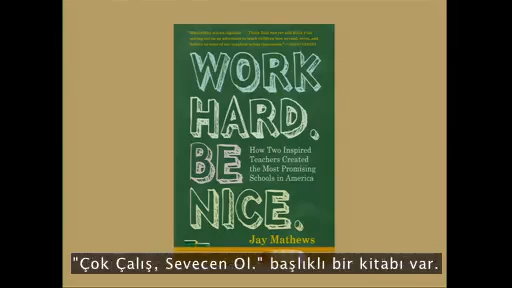 WORK
HARD.
BE
NICE.
How Two Inspired
Teachers Created
the Most Promising
Schools in America
Jay Mathews
"Çok Çalış, Sevecen Ol." başlıklı bir kitabı var.